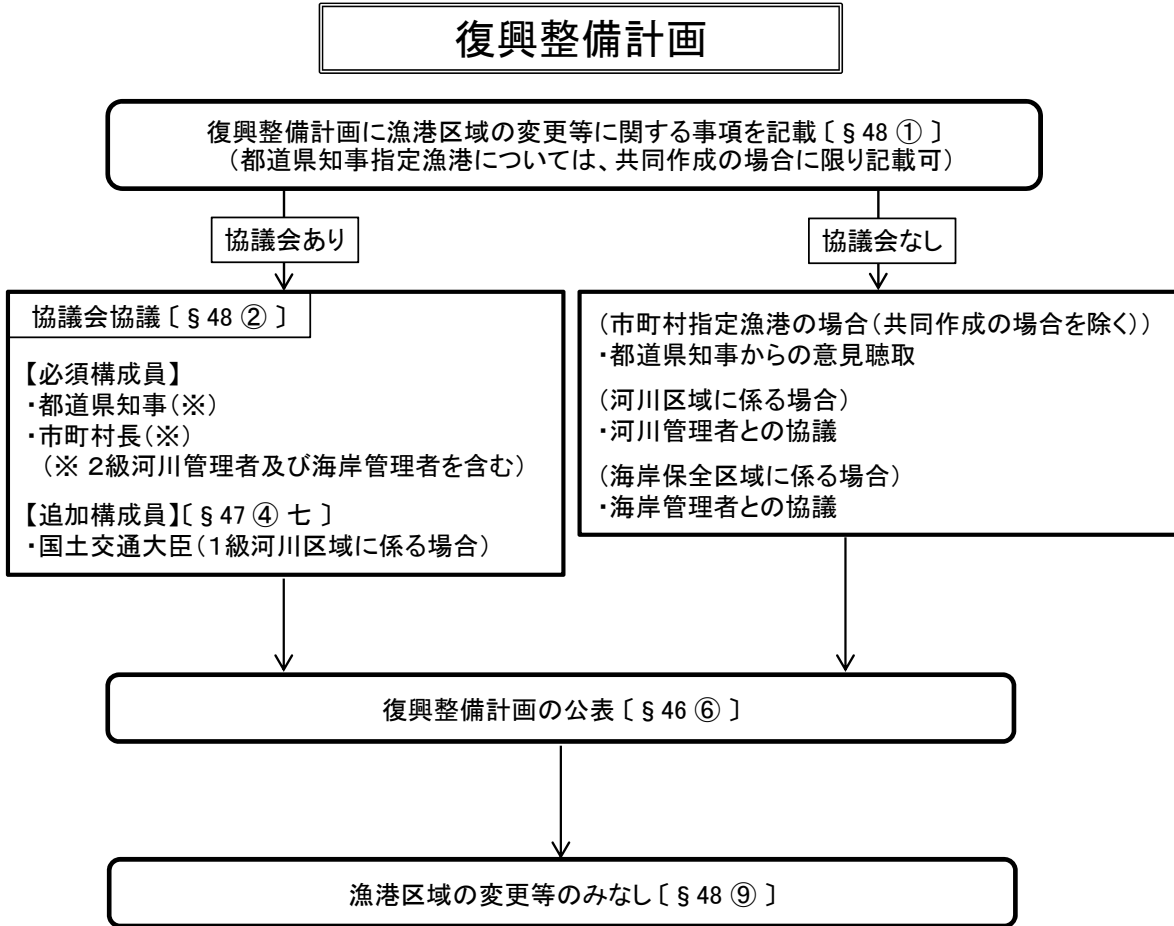 復興整備計画
復興整備計画に漁港区域の変更等に関する事項を記載〔 § 48 ① 〕
（都道県知事指定漁港については、共同作成の場合に限り記載可）
協議会あり
協議会なし
協議会協議〔 § 48 ② 〕
【必須構成員】
・都道県知事（※）
・市町村長（※）
（※ ２級河川管理者及び海岸管理者を含む）
【追加構成員】〔 § 47 ④ 七 〕
・国土交通大臣（１級河川区域に係る場合）
（市町村指定漁港の場合（共同作成の場合を除く））
・都道県知事からの意見聴取
（河川区域に係る場合）
・河川管理者との協議
（海岸保全区域に係る場合）
・海岸管理者との協議
復興整備計画の公表〔 § 46 ⑥ 〕
漁港区域の変更等のみなし〔 § 48 ⑨ 〕